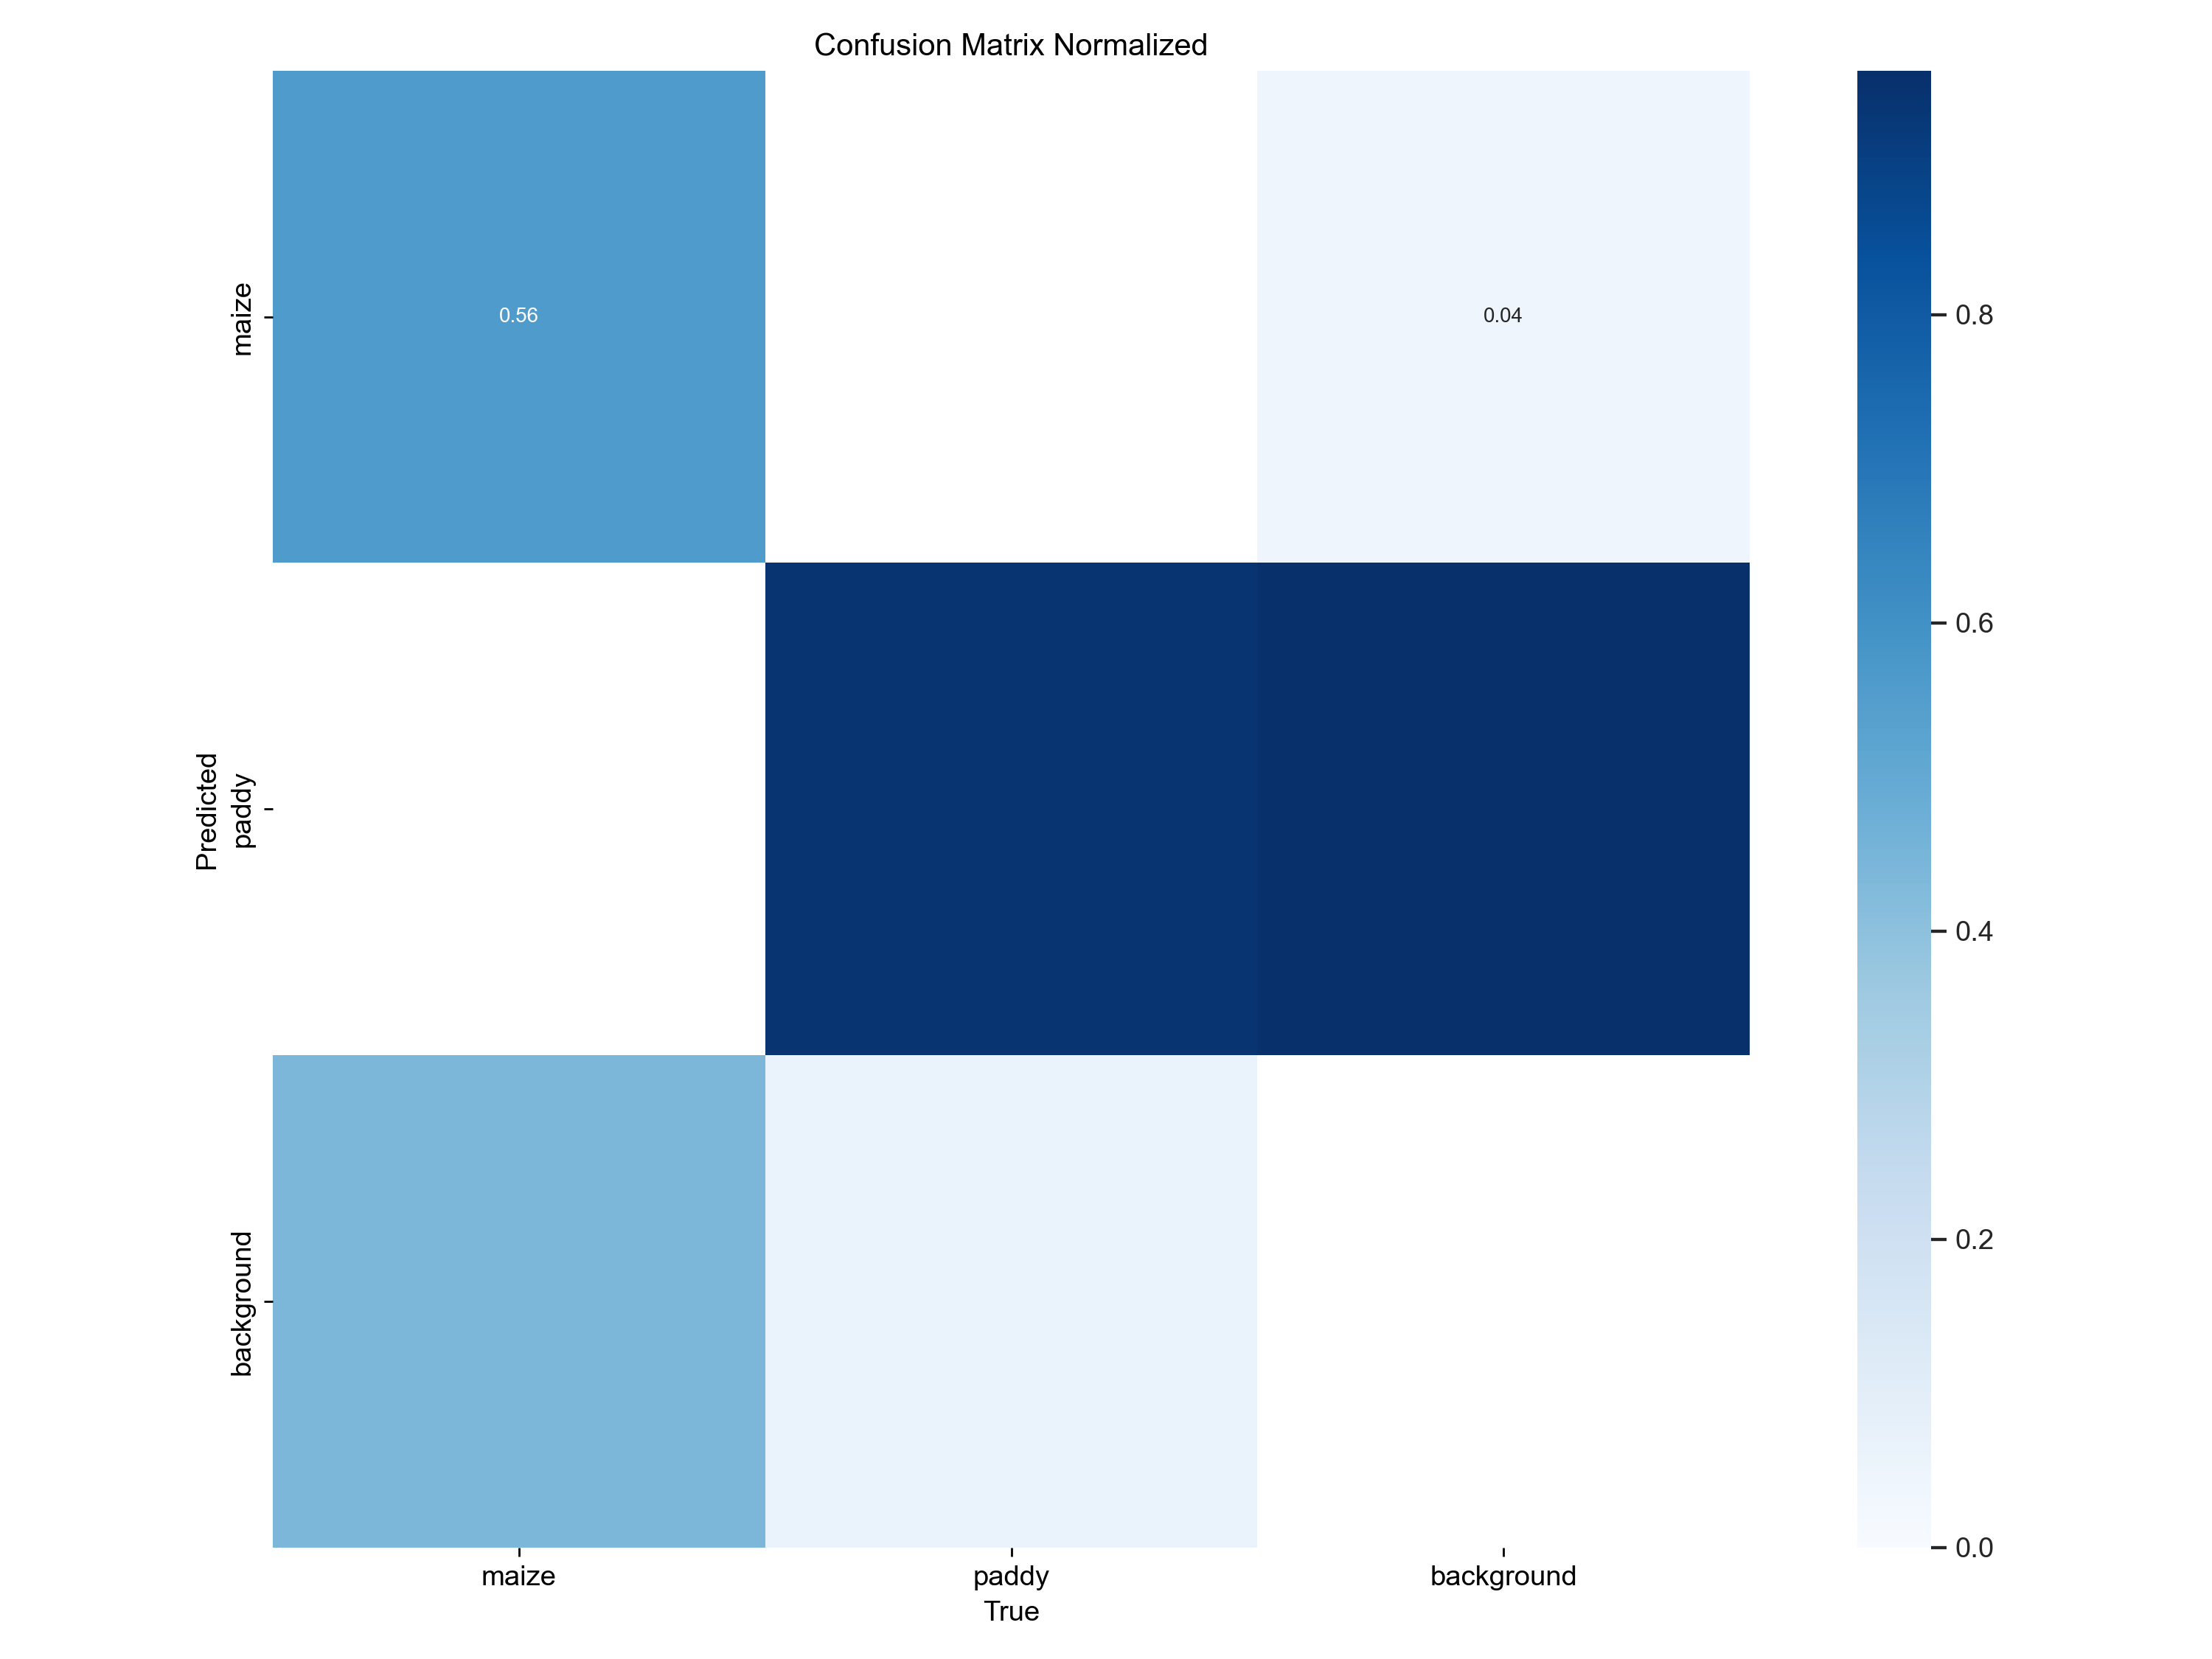 Confusion Matrix Normalized
maize
0.56
0.04
0.8
0.6
Predicted
paddy
0.4
background
0.2
0.0
maize
paddy
background
True